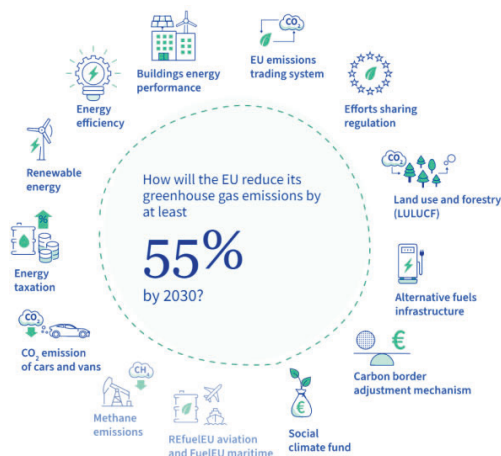 CO₂
EU emissions
trading system
Buildings energy
performance
Energy
efficiency
Efforts sharing
regulation
Renewable
energy
CO₂
Land use and forestry
(LULUCF)
How will the EU reduce its
greenhouse gas emissions by
at least
55%
by 2030?
%
Energy
taxation
Alternative fuels
infrastructure
CO₂
CO₂ emission
of cars and vans
€
Carbon border
adjustment mechanism
CH₄
Methane
emissions
REfuelEU aviation
and FuelEU maritime
€
Social
climate fund